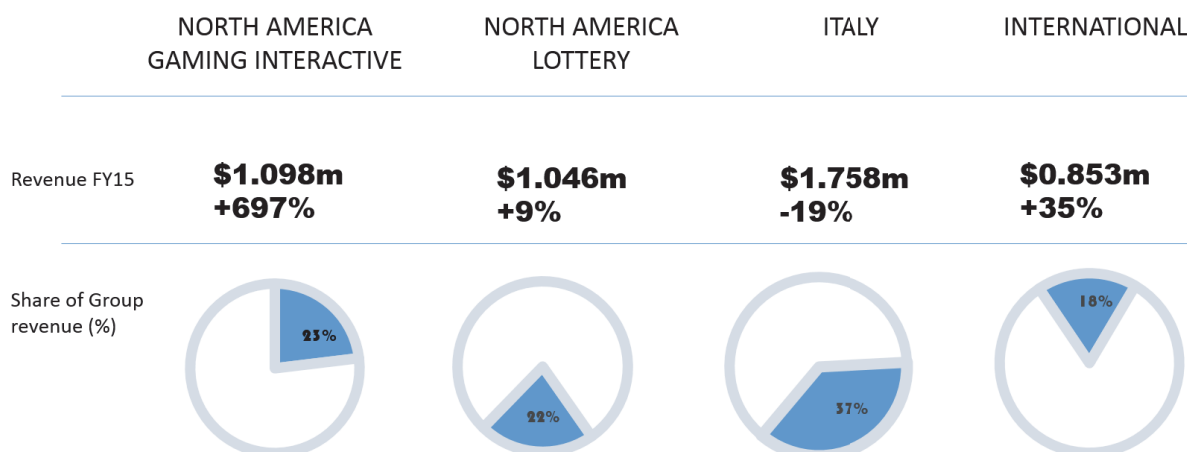 NORTH AMERICA
GAMING INTERACTIVE
NORTH AMERICA
LOTTERY
ITALY
INTERNATIONAL
Revenue FY15
$1.098m
+697%
$1.046m
+9%
$1.758m
-19%
$0.853m
+35%
Share of Group
revenue (%)
23%
22%
37%
18%